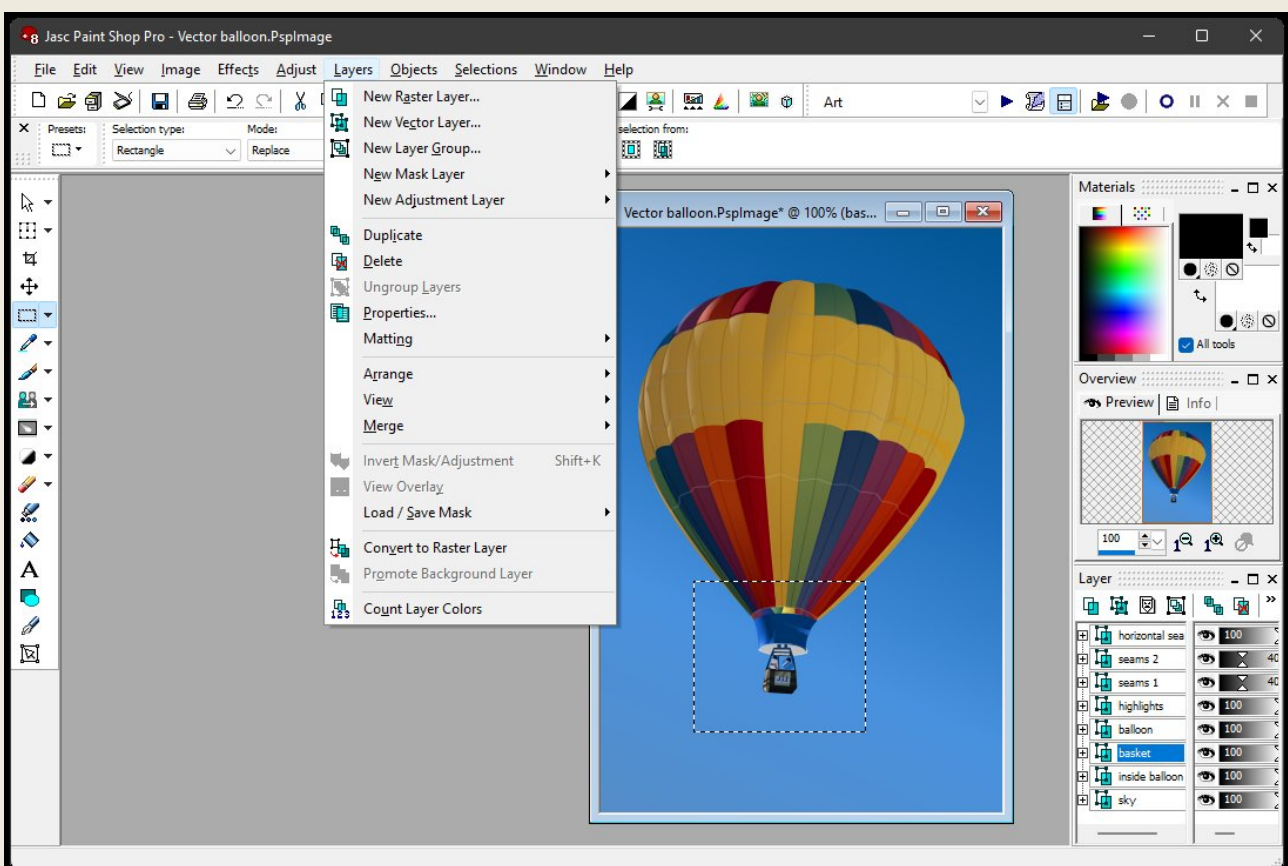 8 Jasc Paint Shop Pro - Vector balloon.PspImage
File Edit View Image Effects Adjust Layers Objects Selections Window Help
Art
Presets: Selection type: Mode: selection from:
Rectangle Replace
New Raster Layer...
New Vector Layer...
New Layer Group...
New Mask Layer
New Adjustment Layer
Duplicate
Delete
Ungroup Layers
Properties...
Matting
Arrange
View
Merge
Invert Mask/Adjustment Shift+K
View Overlay
Load / Save Mask
Convert to Raster Layer
Promote Background Layer
123 Count Layer Colors
A
Vector balloon.PspImage* @ 100% (bas...
Materials
All tools
Overview
Preview Info
100 1 1
Layer
horizontal sea 100
seams 2 40
seams 1 40
highlights 100
balloon 100
basket 100
inside balloon 100
sky 100